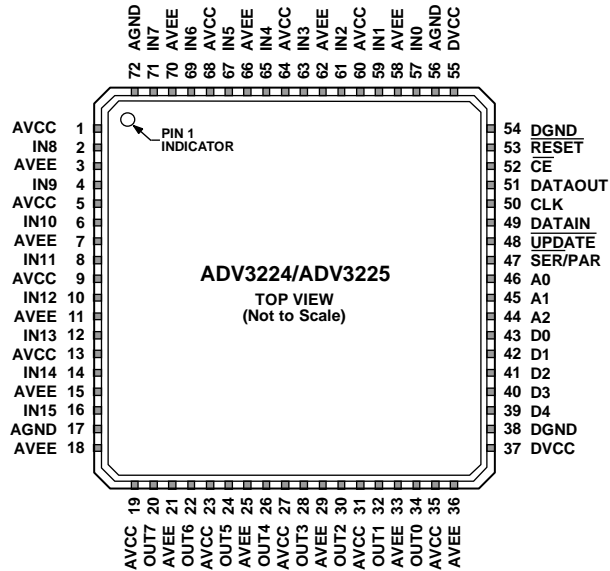 72 AGND
71 IN7
70 AVEE
69 IN6
68 AVCC
67 IN5
66 AVEE
65 IN4
64 AVCC
63 IN3
62 AVEE
61 IN2
60 AVCC
59 IN1
58 AVEE
57 IN0
56 AGND
55 DVCC
AVCC 1
IN8 2
AVEE 3
IN9 4
AVCC 5
IN10 6
AVEE 7
IN11 8
AVCC 9
IN12 10
AVEE 11
IN13 12
AVCC 13
IN14 14
AVEE 15
IN15 16
AGND 17
AVEE 18
PIN 1
INDICATOR
ADV3224/ADV3225
TOP VIEW
(Not to Scale)
54 DGND
53 RESET
52 CE
51 DATAOUT
50 CLK
49 DATAIN
48 UPDATE
47 SER/PAR
46 A0
45 A1
44 A2
43 D0
42 D1
41 D2
40 D3
39 D4
38 DGND
37 DVCC
AVCC 19
OUT7 20
AVEE 21
OUT6 22
AVCC 23
OUT5 24
AVEE 25
OUT4 26
AVCC 27
OUT3 28
AVEE 29
OUT2 30
AVCC 31
OUT1 32
AVEE 33
OUT0 34
AVCC 35
AVEE 36